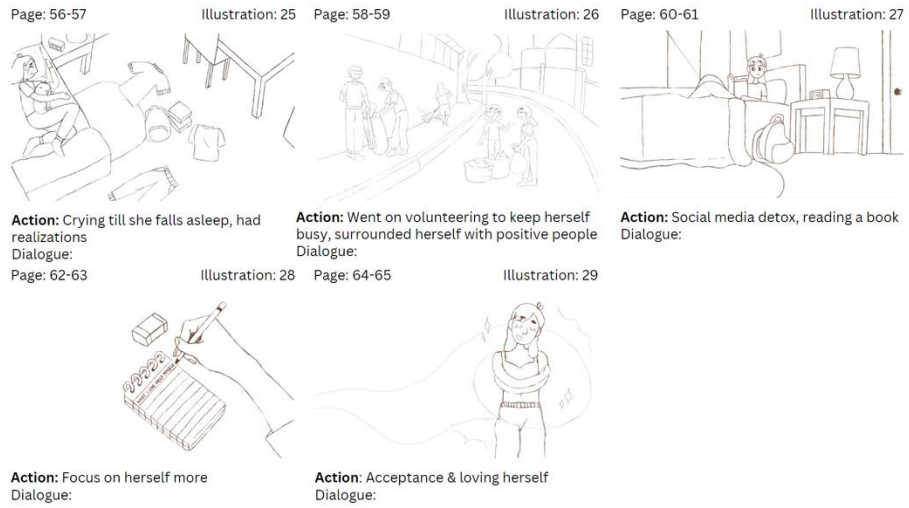 Page: 56-57 Illustration: 25
Action: Crying till she falls asleep, had
realizations
Dialogue:
Page: 58-59 Illustration: 26
Action: Went on volunteering to keep herself
busy, surrounded herself with positive people
Dialogue:
Page: 60-61 Illustration: 27
Action: Social media detox, reading a book
Dialogue:
Page: 62-63 Illustration: 28
Action: Focus on herself more
Dialogue:
Page: 64-65 Illustration: 29
Action: Acceptance & loving herself
Dialogue: